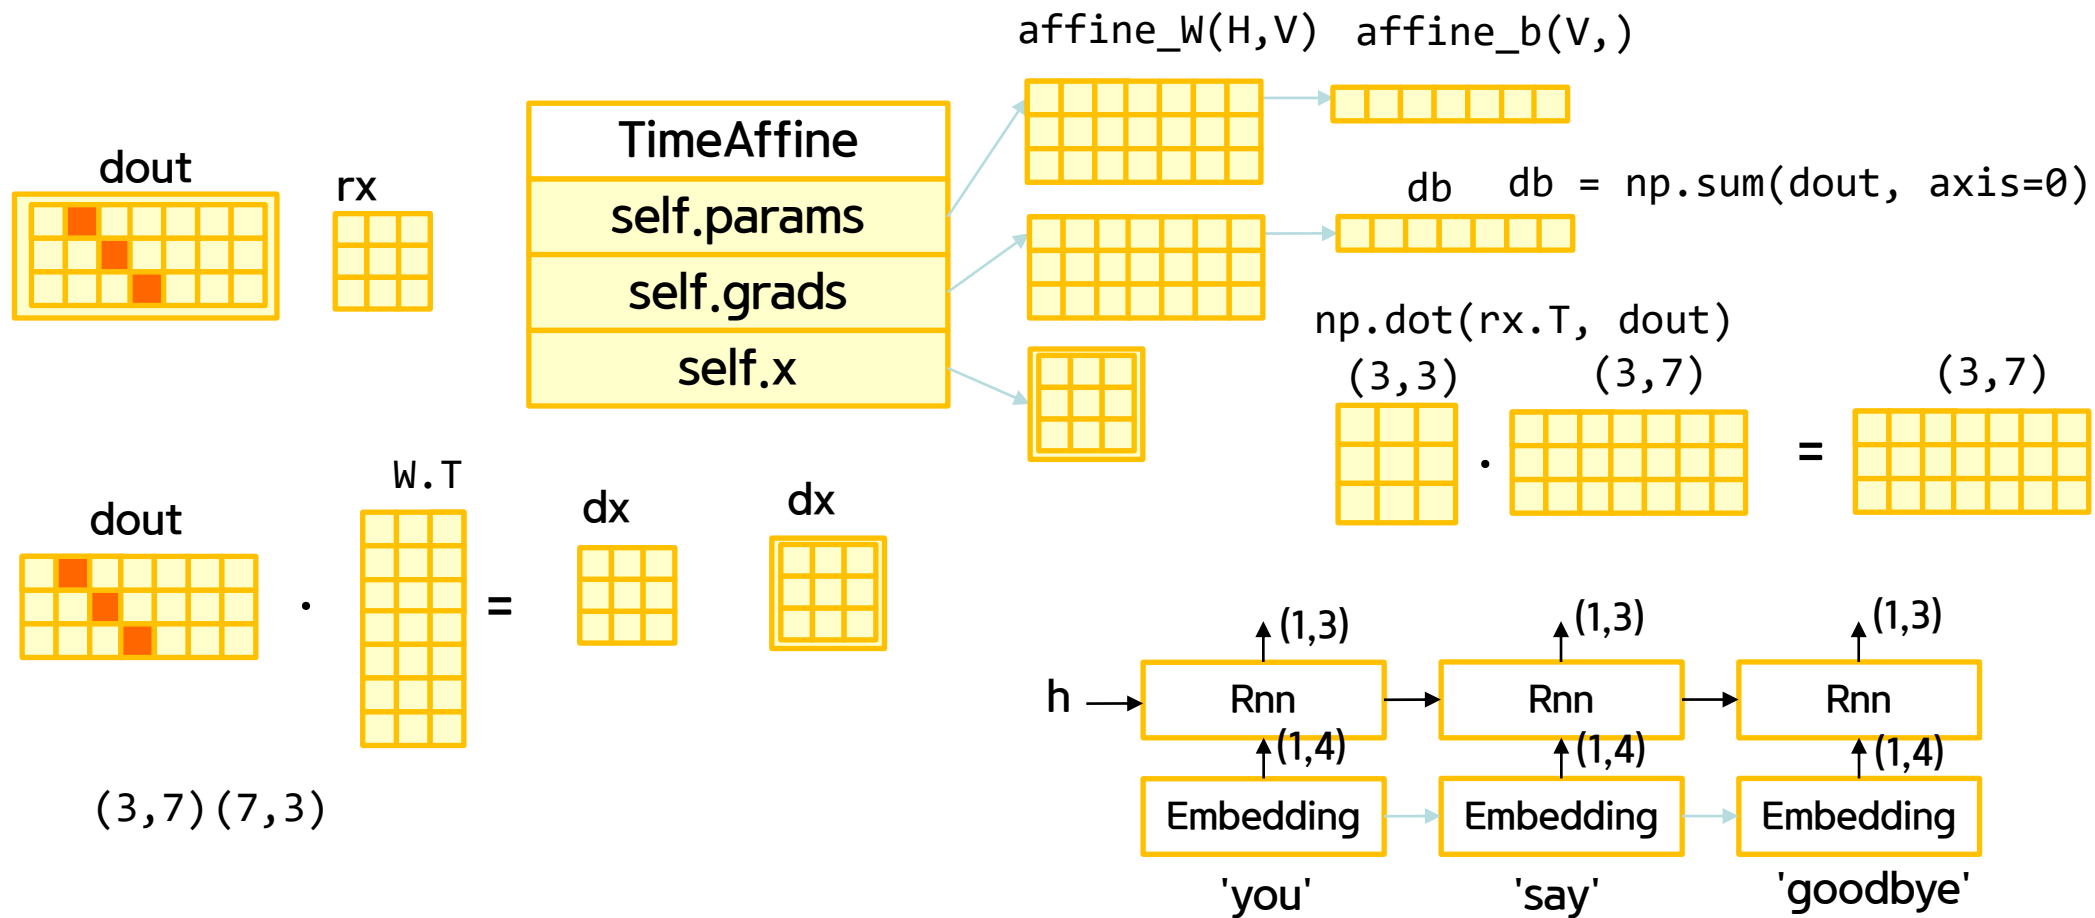 affine_W(H,V) affine_b(V,)
TimeAffine
self.params
self.grads
self.x
dout
rx
db
db = np.sum(dout, axis=0)
np.dot(rx.T, dout)
(3,3) (3,7) (3,7)
. =
dout
W.T
dx
dx
. =
(3,7)(7,3)
(1,3) (1,3) (1,3)
h Rnn Rnn Rnn
(1,4) (1,4) (1,4)
Embedding Embedding Embedding
'you' 'say' 'goodbye'